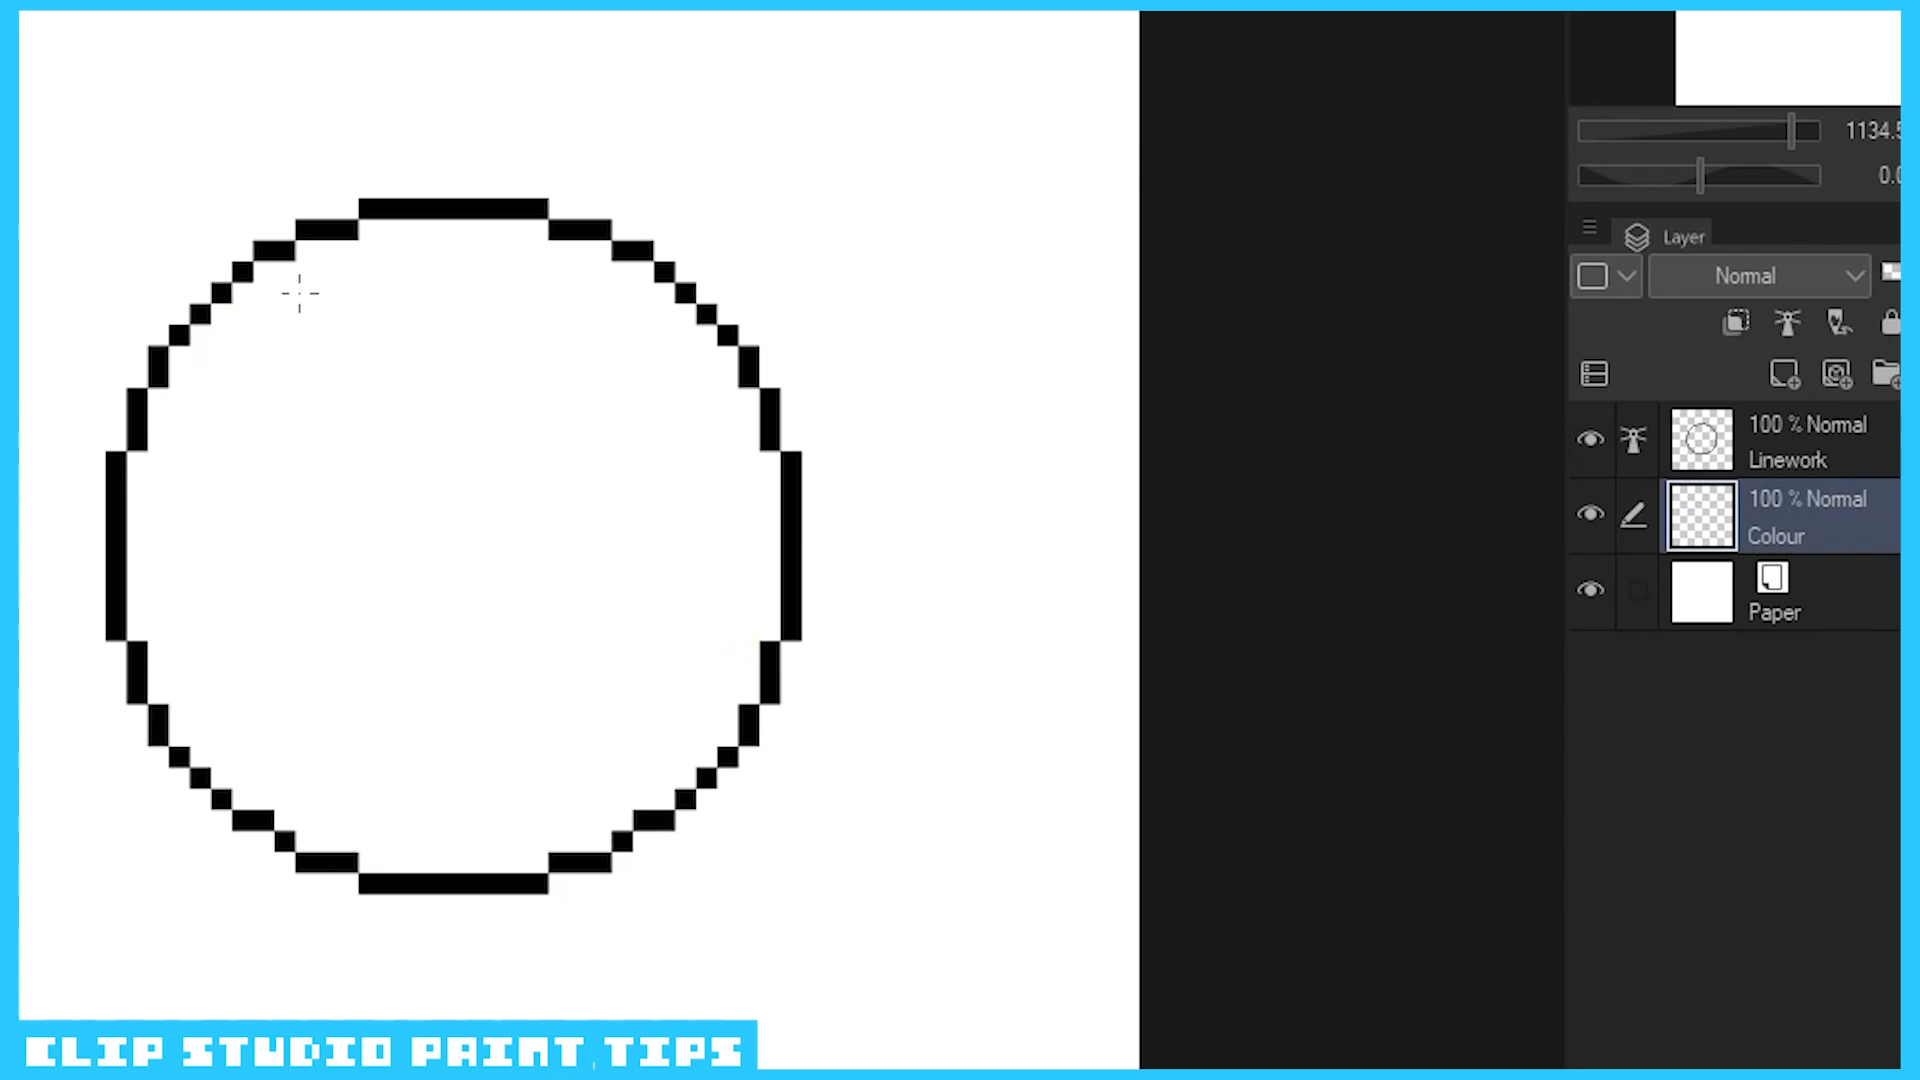 1134.5
0.0
Layer
Normal
100 % Normal
Linework
100 % Normal
Colour
Paper
CLIP STUDIO PAINT TIPS